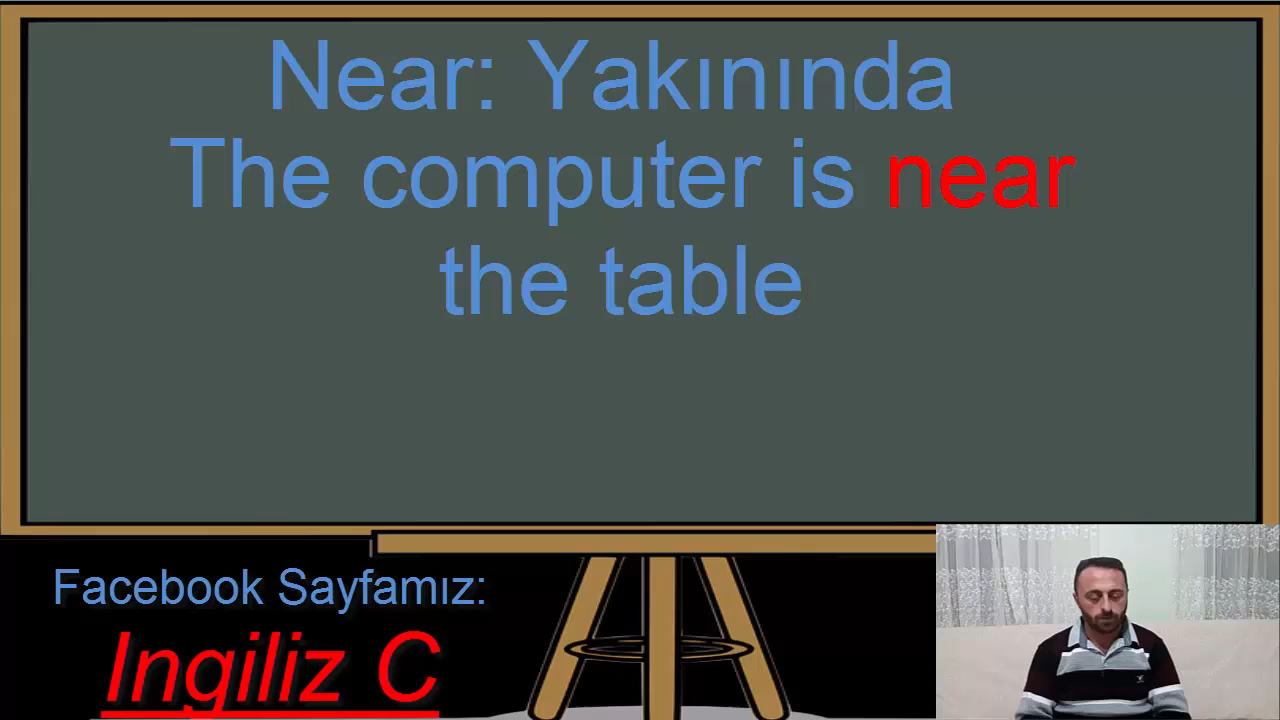 Near: Yakınında
The computer is near
the table
Facebook Sayfamız:
Ingiliz C